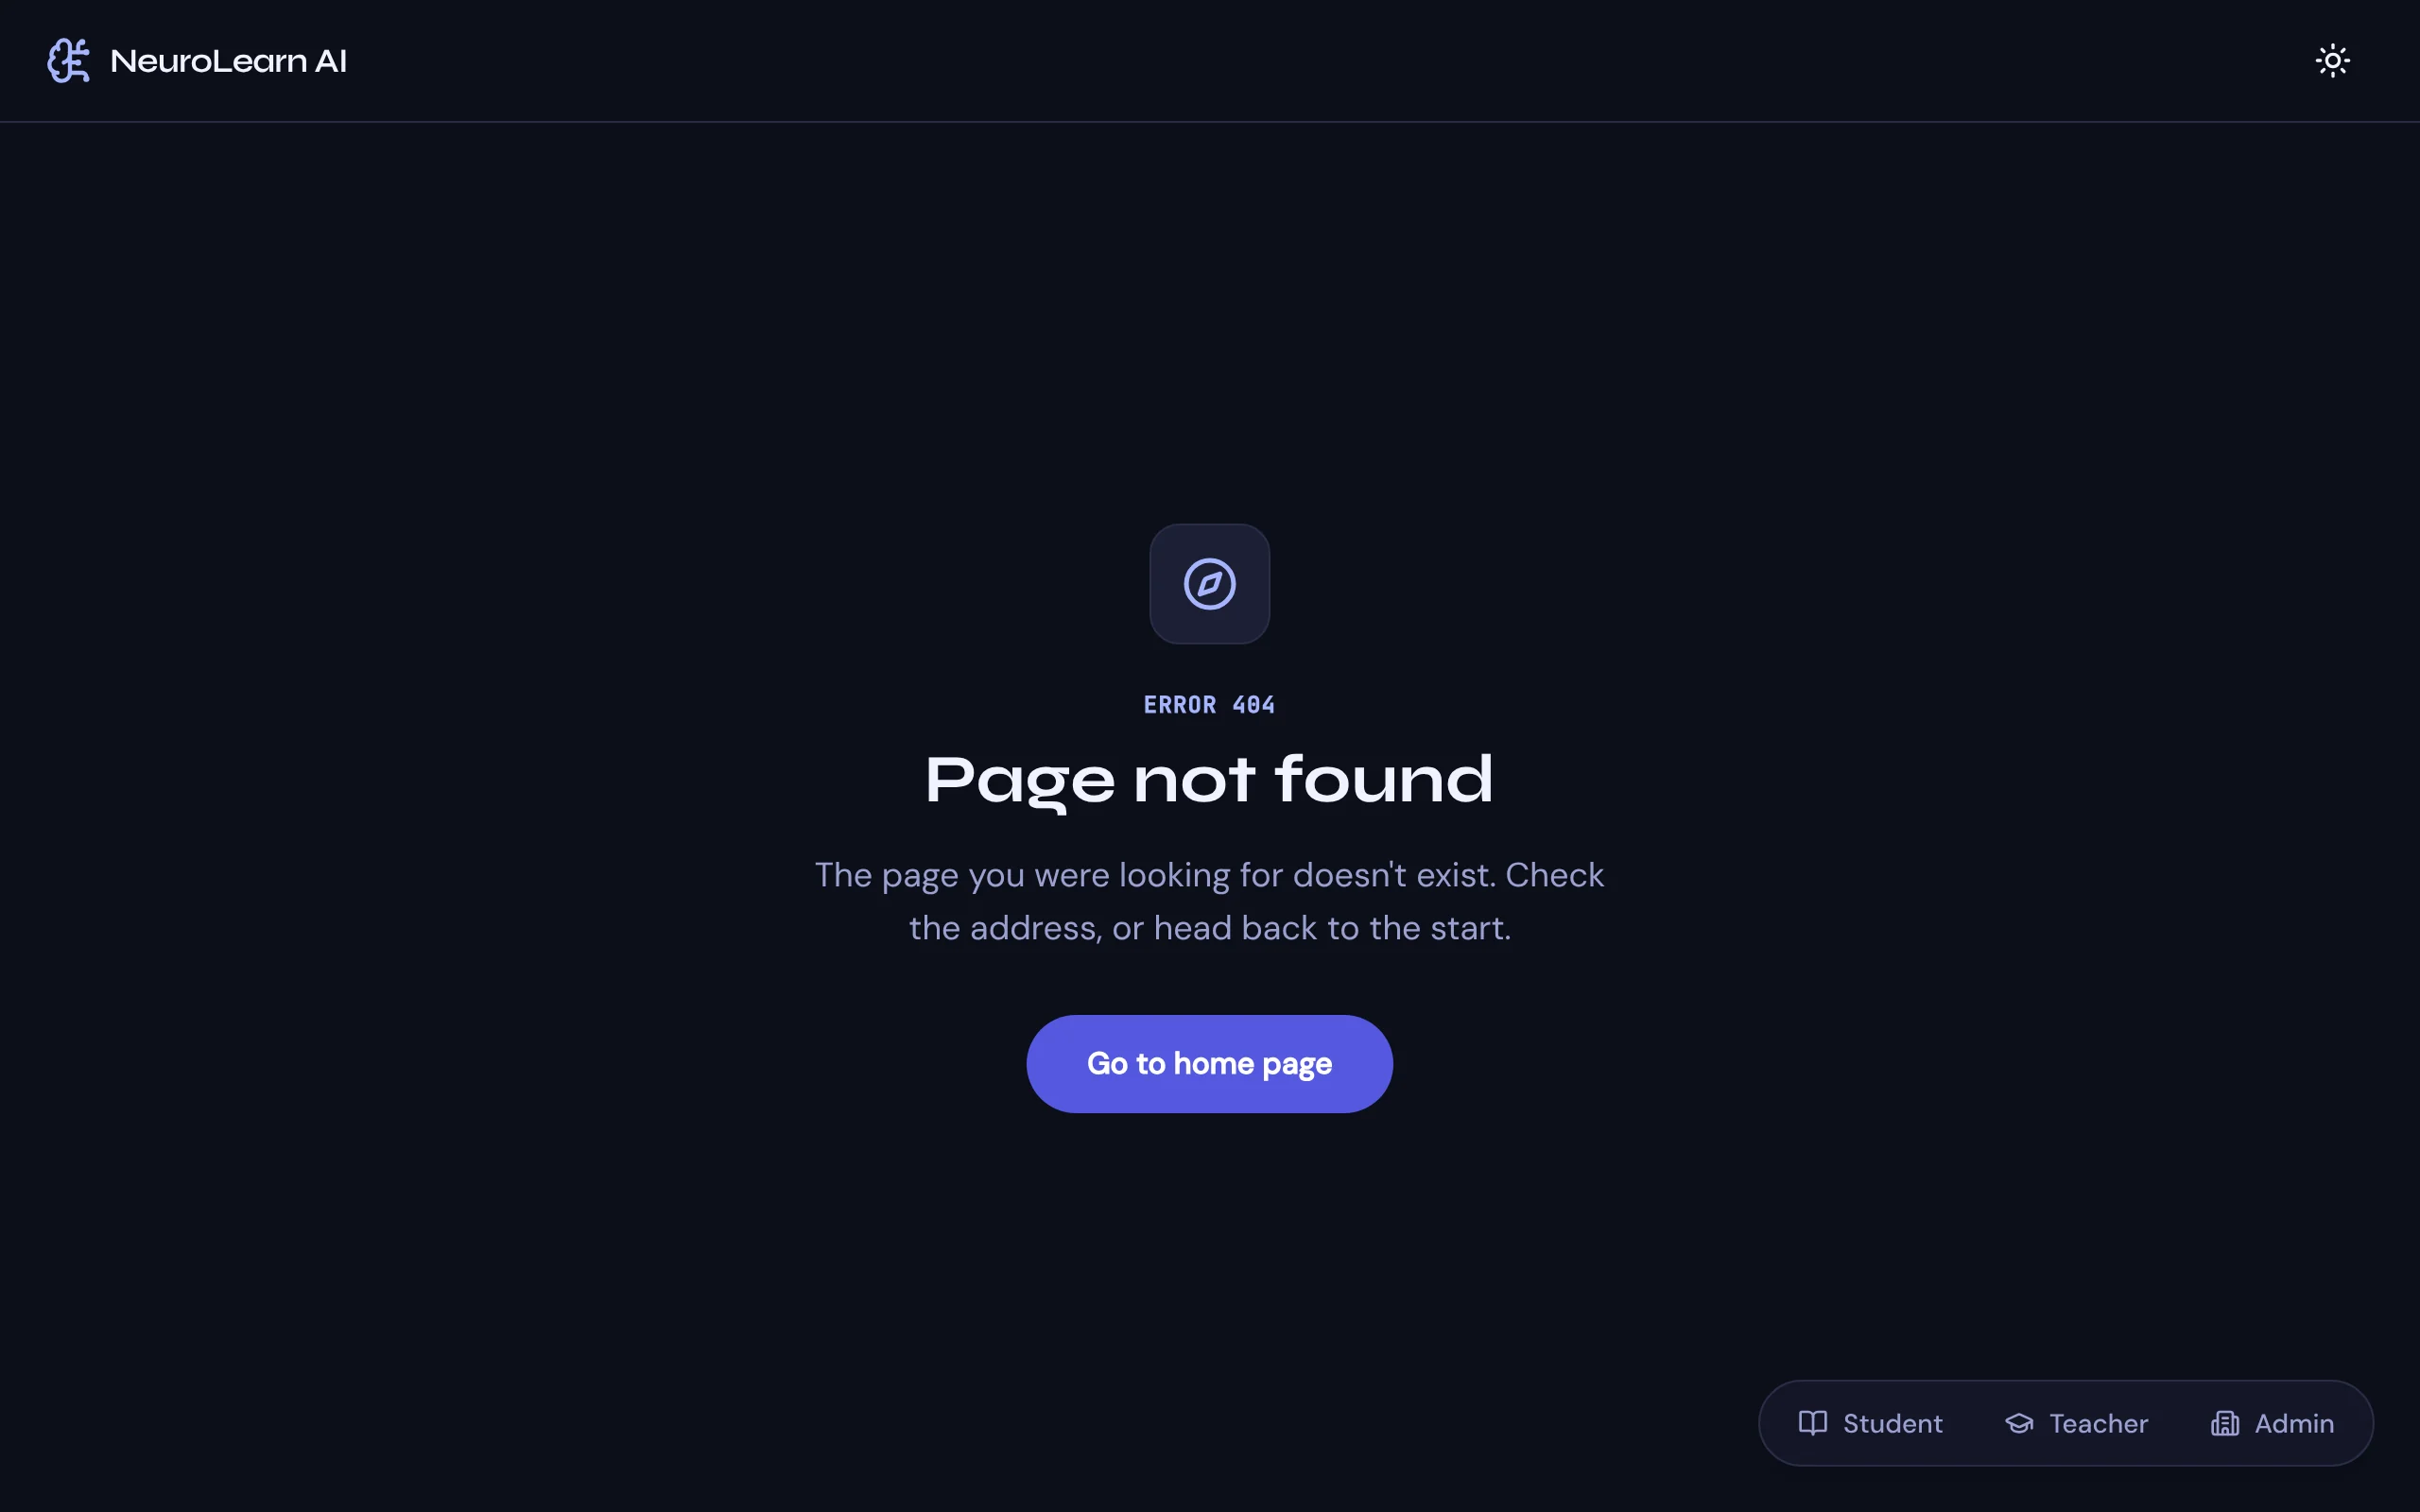 NeuroLearn AI
ERROR 404
Page not found
The page you were looking for doesn't exist. Check
the address, or head back to the start.
Go to home page
Student Teacher Admin